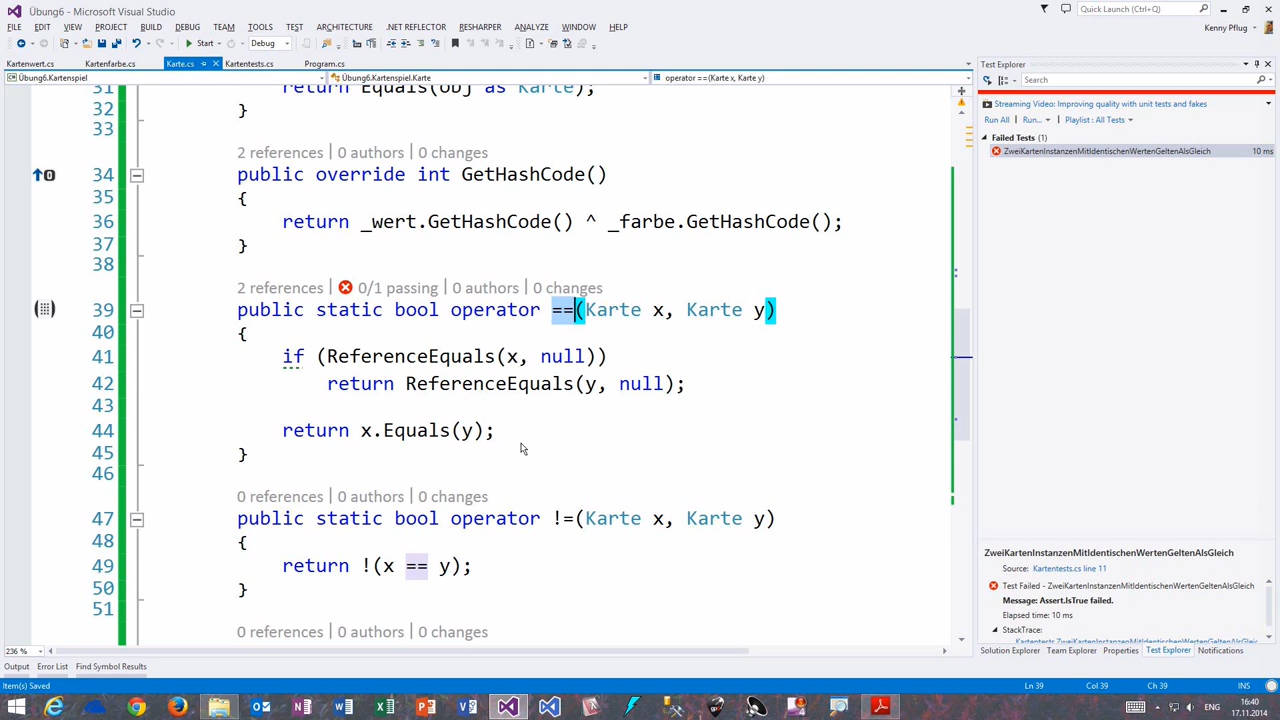 Übung6 - Microsoft Visual Studio
Quick Launch (Ctrl+Q)
FILE EDIT VIEW PROJECT BUILD DEBUG TEAM TOOLS TEST ARCHITECTURE .NET REFLECTOR RESHARPER ANALYZE WINDOW HELP
Kenny Pflug
Start Debug
Kartenwert.cs Kartenfarbe.cs Karte.cs Kartentests.cs Program.cs
Übung6.Kartenspiel Übung6.Kartenspiel.Karte operator ==(Karte x, Karte y)
31 return Equals(obj as Karte);
32 }
33
2 references | 0 authors | 0 changes
34 public override int GetHashCode()
35 {
36 return _wert.GetHashCode() ^ _farbe.GetHashCode();
37 }
38
2 references | 0/1 passing | 0 authors | 0 changes
39 public static bool operator ==(Karte x, Karte y)
40 {
41 if (ReferenceEquals(x, null))
42 return ReferenceEquals(y, null);
43
44 return x.Equals(y);
45 }
46
0 references | 0 authors | 0 changes
47 public static bool operator !=(Karte x, Karte y)
48 {
49 return !(x == y);
50 }
51
0 references | 0 authors | 0 changes
236 %
Test Explorer
Search
Streaming Video: Improving quality with unit tests and fakes
Run All | Run... | Playlist : All Tests
Failed Tests (1)
ZweiKartenInstanzenMitIdentischenWertenGeltenAlsGleich 10 ms
ZweiKartenInstanzenMitIdentischenWertenGeltenAlsGleich
Source: Kartentests.cs line 11
Test Failed - ZweiKartenInstanzenMitIdentischenWertenGeltenAlsGleich
Message: Assert.IsTrue failed.
Elapsed time: 10 ms
StackTrace:
Solution Explorer Team Explorer Properties Test Explorer Notifications
Output Error List Find Symbol Results
Item(s) Saved Ln 39 Col 39 Ch 39 INS
ENG
16:40
17.11.2014